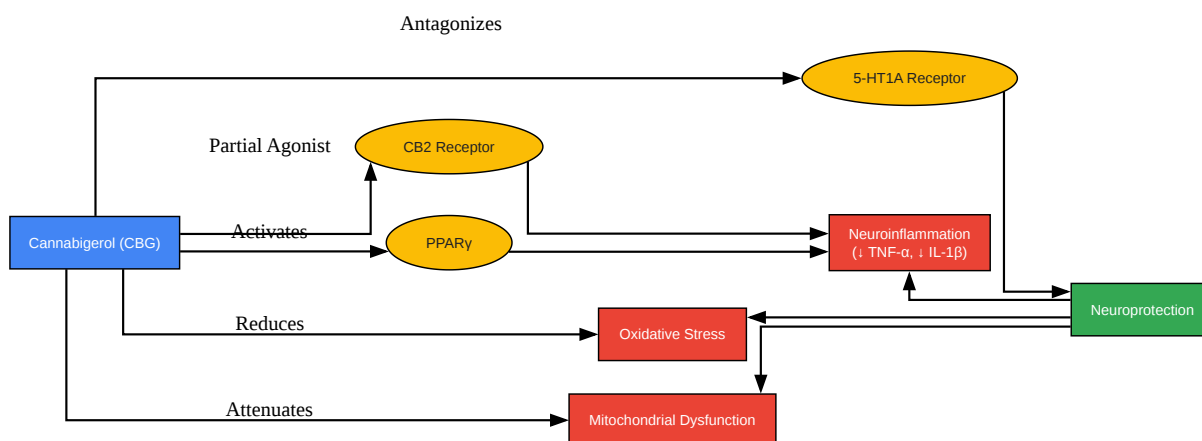 Antagonizes
5-HT1A Receptor
Partial Agonist
CB2 Receptor
Cannabigerol (CBG)
Activates
PPARγ
Neuroinflammation
(↓ TNF-α, ↓ IL-1β)
Neuroprotection
Reduces
Oxidative Stress
Attenuates
Mitochondrial Dysfunction